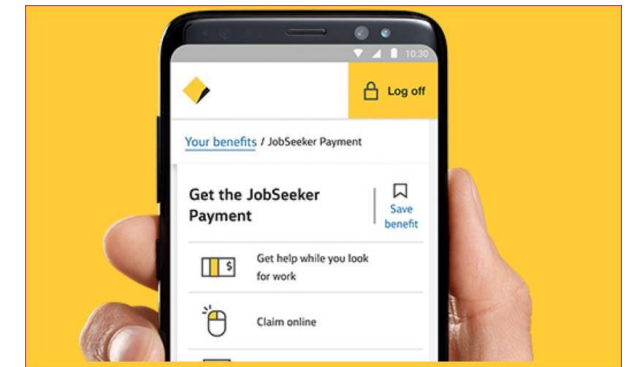 10:30
Log off
Your benefits / JobSeeker Payment
Get the JobSeeker
Payment
Save
benefit
$
Get help while you look
for work
Claim online